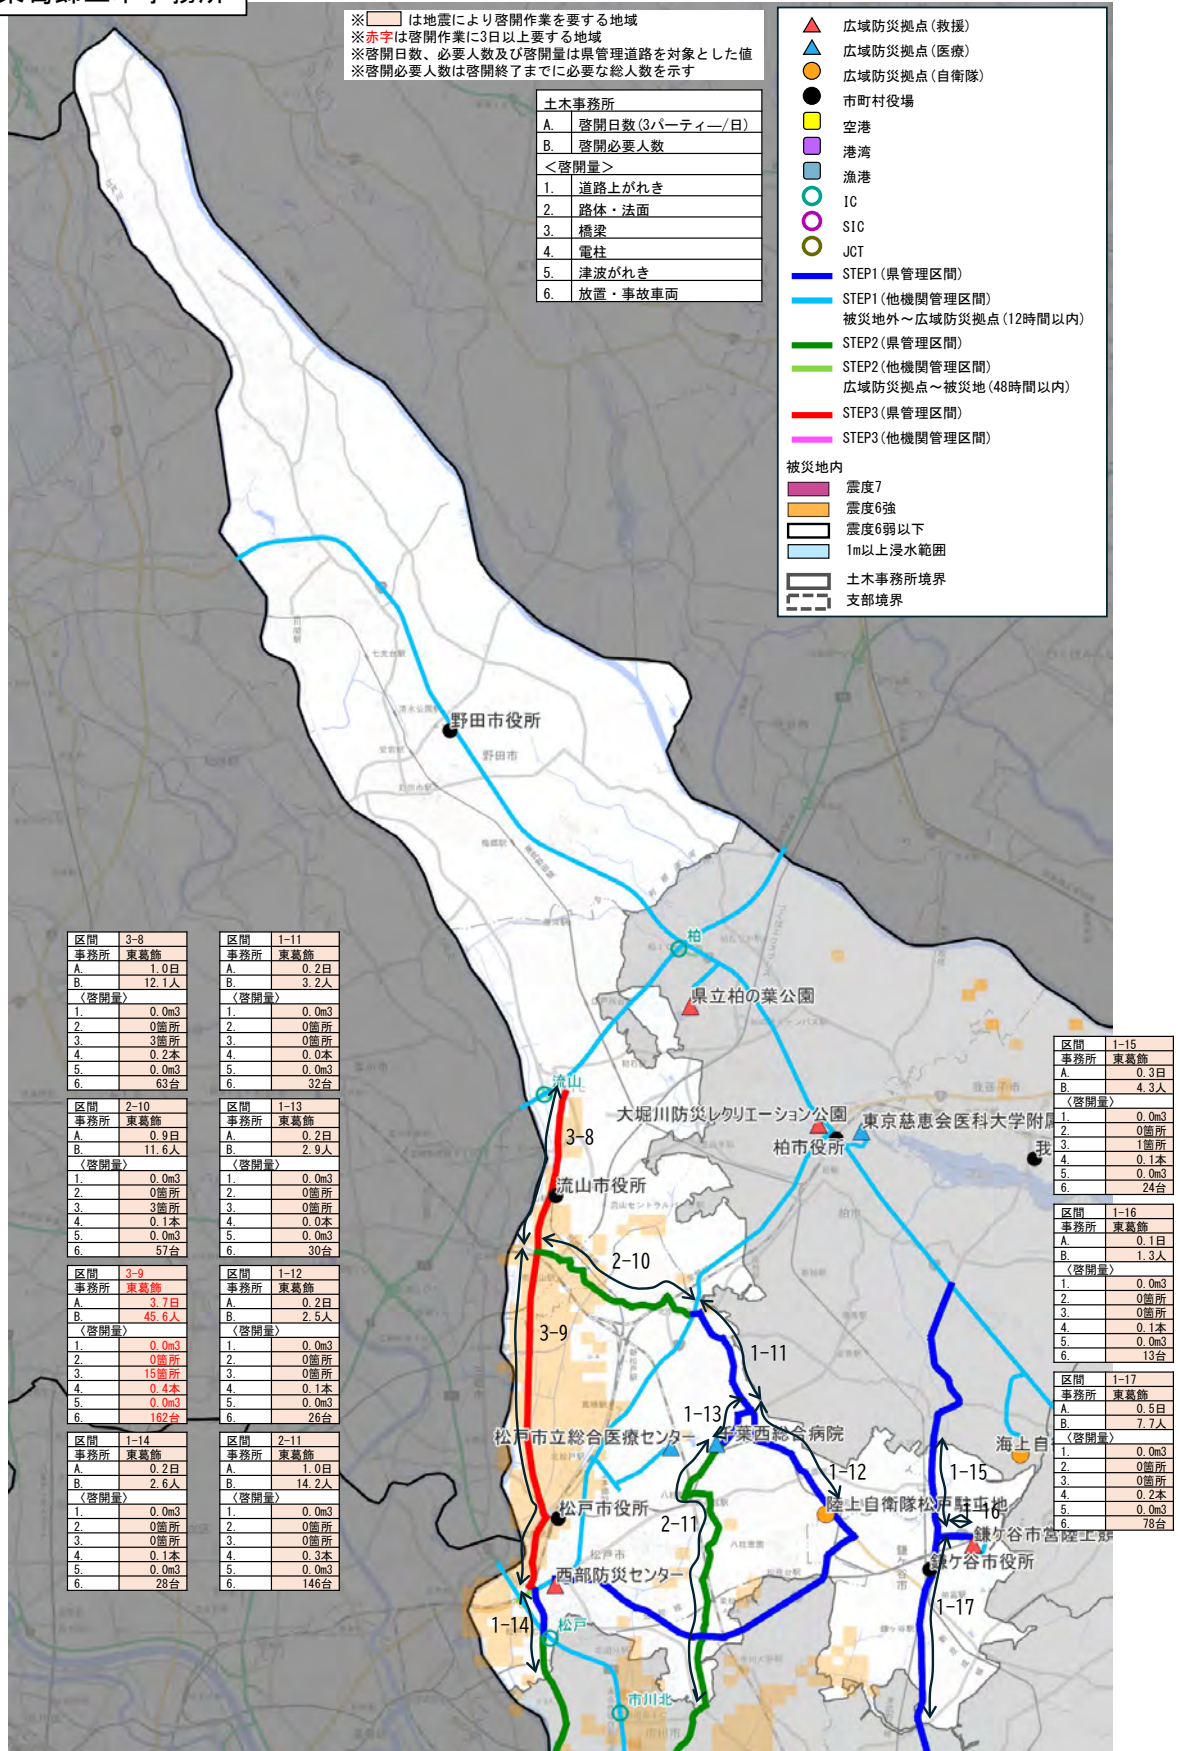 ※ は地震により啓開作業を要する地域
※赤字は啓開作業に3日以上要する地域
※啓開日数、必要人数及び啓開量は県管理道路を対象とした値
※啓開必要人数は啓開終了までに必要な総人数を示す
土木事務所
A. 啓開日数(3パーティ―/日)
B. 啓開必要人数
<啓開量>
1. 道路上がれき
2. 路体・法面
3. 橋梁
4. 電柱
5. 津波がれき
6. 放置・事故車両
広域防災拠点(救援)
広域防災拠点(医療)
広域防災拠点(自衛隊)
市町村役場
空港
港湾
漁港
IC
SIC
JCT
STEP1(県管理区間)
STEP1(他機関管理区間)
被災地外～広域防災拠点(12時間以内)
STEP2(県管理区間)
STEP2(他機関管理区間)
広域防災拠点～被災地(48時間以内)
STEP3(県管理区間)
STEP3(他機関管理区間)
被災地内
震度7
震度6強
震度6弱以下
1m以上浸水範囲
土木事務所境界
支部境界
野田市役所
野田市
柏
県立柏の葉公園
流山
大堀川防災レクリエーション公園
東京慈恵会医科大学附属
柏市役所
我
3-8
流山市役所
2-10
3-9
1-11
1-13
松戸市立総合医療センター
千葉西総合病院
1-12
海上自
1-15
松戸市役所
陸上自衛隊松戸駐屯地
1-16
2-11
鎌ケ谷市営陸上競
鎌ケ谷市役所
西部防災センター
1-14
松戸
1-17
市川北
区間 3-8
事務所 東葛飾
A. 1.0日
B. 12.1人
〈啓開量〉
1. 0.0m3
2. 0箇所
3. 3箇所
4. 0.2本
5. 0.0m3
6. 63台
区間 1-11
事務所 東葛飾
A. 0.2日
B. 3.2人
〈啓開量〉
1. 0.0m3
2. 0箇所
3. 0箇所
4. 0.0本
5. 0.0m3
6. 32台
区間 2-10
事務所 東葛飾
A. 0.9日
B. 11.6人
〈啓開量〉
1. 0.0m3
2. 0箇所
3. 3箇所
4. 0.1本
5. 0.0m3
6. 57台
区間 1-13
事務所 東葛飾
A. 0.2日
B. 2.9人
〈啓開量〉
1. 0.0m3
2. 0箇所
3. 0箇所
4. 0.0本
5. 0.0m3
6. 30台
区間 3-9
事務所 東葛飾
A. 3.7日
B. 45.6人
〈啓開量〉
1. 0.0m3
2. 0箇所
3. 15箇所
4. 0.4本
5. 0.0m3
6. 162台
区間 1-12
事務所 東葛飾
A. 0.2日
B. 2.5人
〈啓開量〉
1. 0.0m3
2. 0箇所
3. 0箇所
4. 0.1本
5. 0.0m3
6. 26台
区間 1-14
事務所 東葛飾
A. 0.2日
B. 2.6人
〈啓開量〉
1. 0.0m3
2. 0箇所
3. 0箇所
4. 0.1本
5. 0.0m3
6. 28台
区間 2-11
事務所 東葛飾
A. 1.0日
B. 14.2人
〈啓開量〉
1. 0.0m3
2. 0箇所
3. 0箇所
4. 0.3本
5. 0.0m3
6. 146台
区間 1-15
事務所 東葛飾
A. 0.3日
B. 4.3人
〈啓開量〉
1. 0.0m3
2. 0箇所
3. 1箇所
4. 0.1本
5. 0.0m3
6. 24台
区間 1-16
事務所 東葛飾
A. 0.1日
B. 1.3人
〈啓開量〉
1. 0.0m3
2. 0箇所
3. 0箇所
4. 0.1本
5. 0.0m3
6. 13台
区間 1-17
事務所 東葛飾
A. 0.5日
B. 7.7人
〈啓開量〉
1. 0.0m3
2. 0箇所
3. 0箇所
4. 0.2本
5. 0.0m3
6. 78台